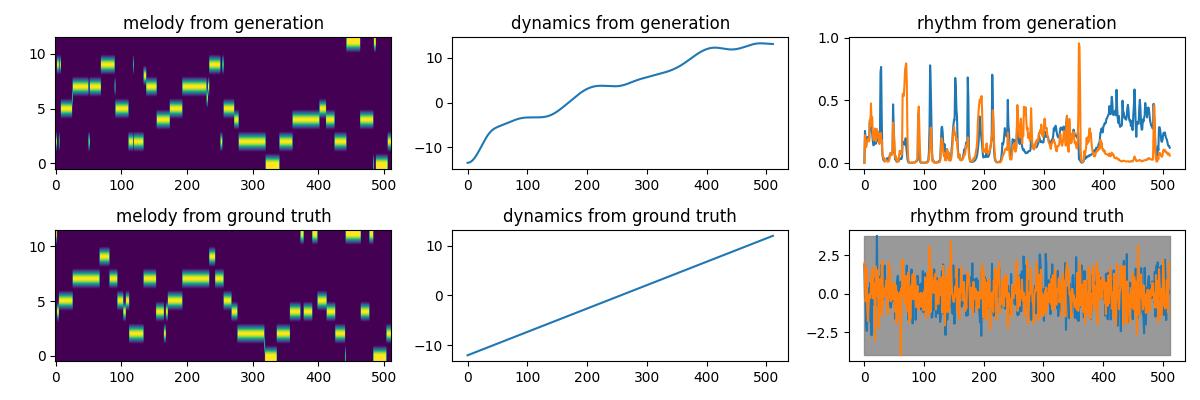 melody from generation
10
5
0
0 100 200 300 400 500
dynamics from generation
10
0
−10
0 100 200 300 400 500
rhythm from generation
1.0
0.5
0.0
0 100 200 300 400 500
melody from ground truth
10
5
0
0 100 200 300 400 500
dynamics from ground truth
10
0
−10
0 100 200 300 400 500
rhythm from ground truth
2.5
0.0
−2.5
0 100 200 300 400 500